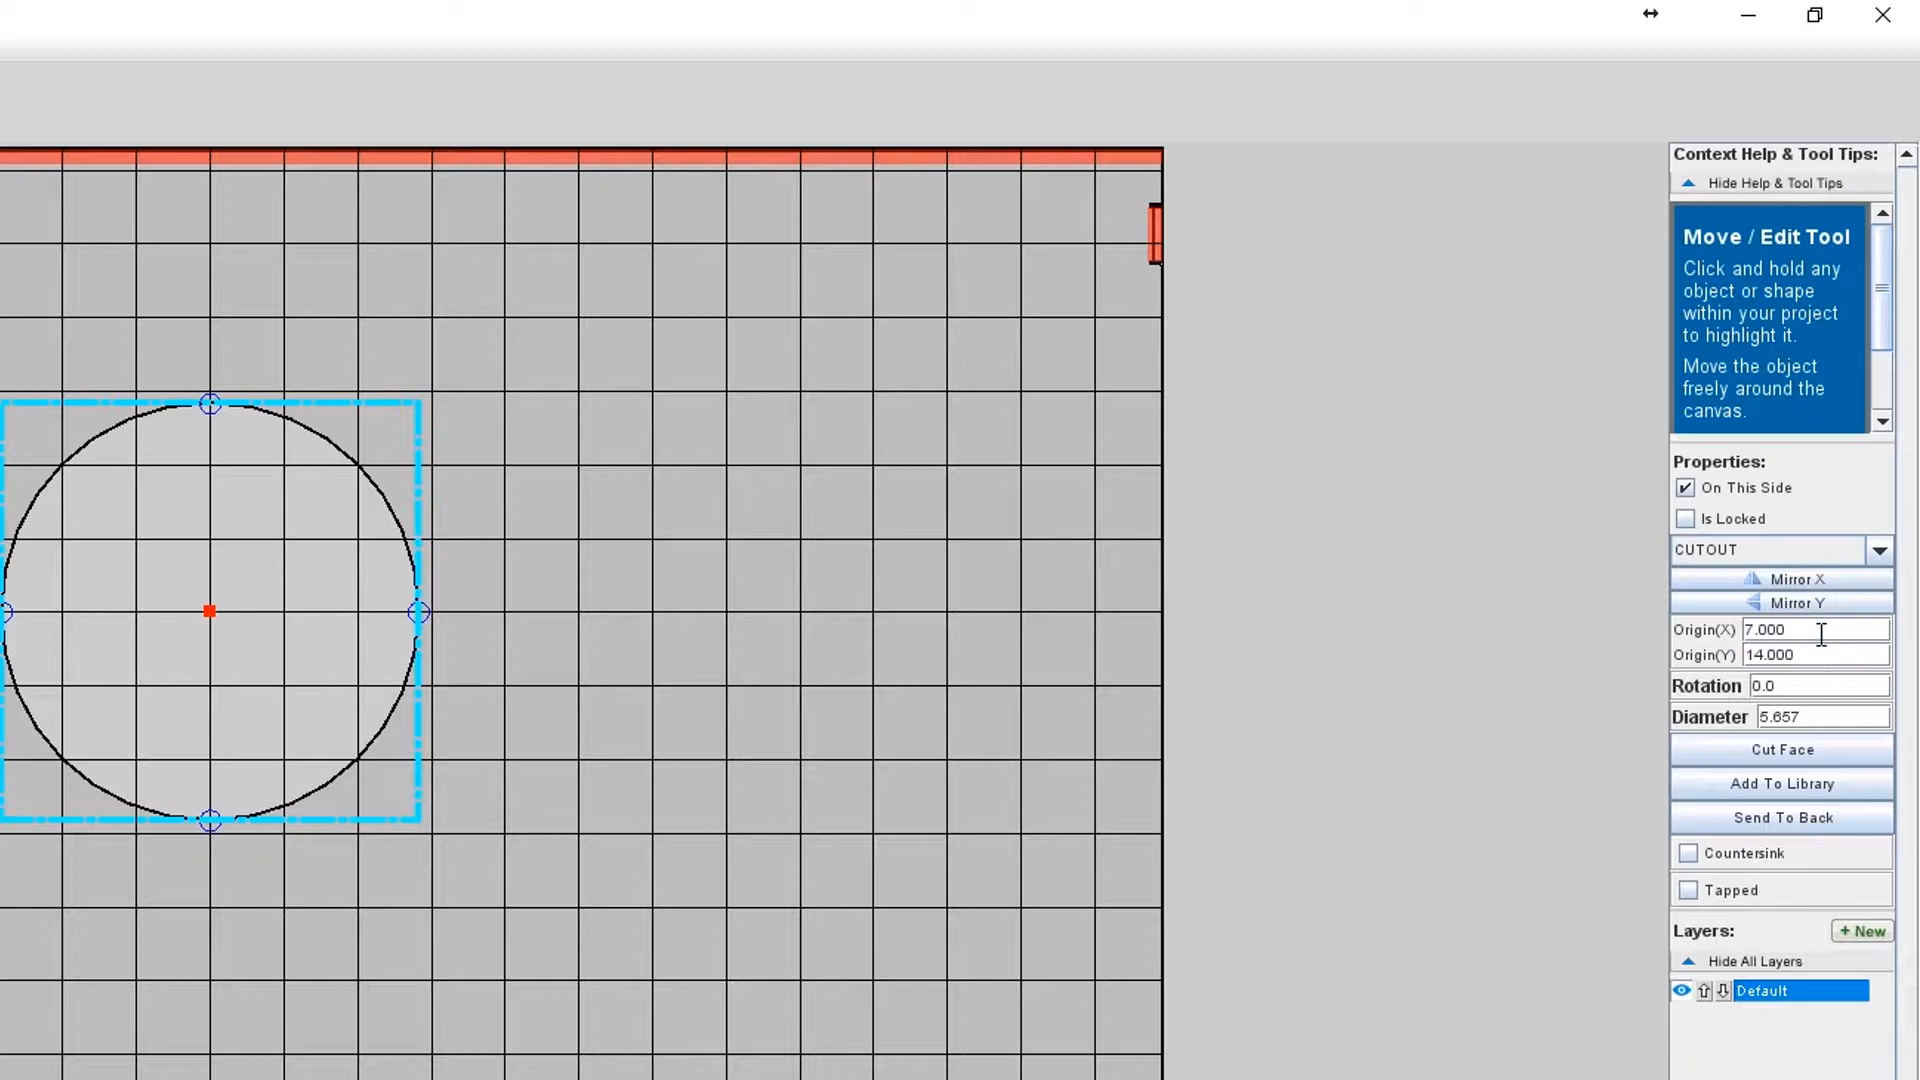 Context Help & Tool Tips:
Hide Help & Tool Tips
Move / Edit Tool
Click and hold any
object or shape
within your project
to highlight it.
Move the object
freely around the
canvas.
Properties:
On This Side
Is Locked
CUTOUT
Mirror X
Mirror Y
Origin(X) 7.000
Origin(Y) 14.000
Rotation 0.0
Diameter 5.657
Cut Face
Add To Library
Send To Back
Countersink
Tapped
Layers: + New
Hide All Layers
Default